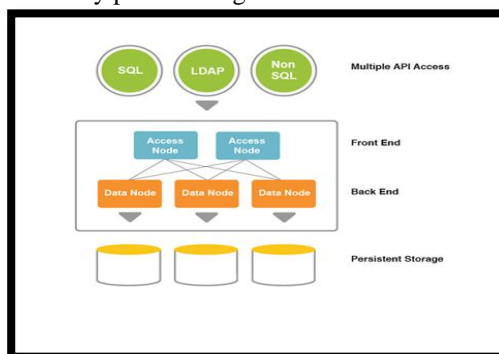 SQL
LDAP
Non
SQL
Multiple API Access
Access
Node
Access
Node
Front End
Data Node
Data Node
Data Node
Back End
Persistent Storage